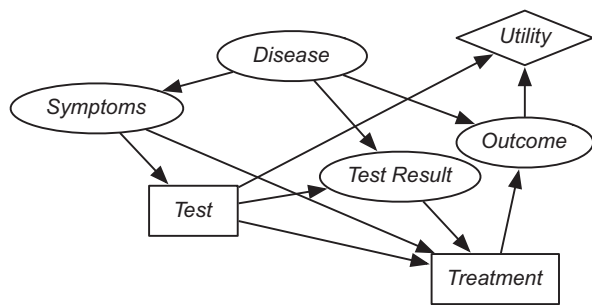 Utility
Disease
Symptoms
Outcome
Test Result
Test
Treatment